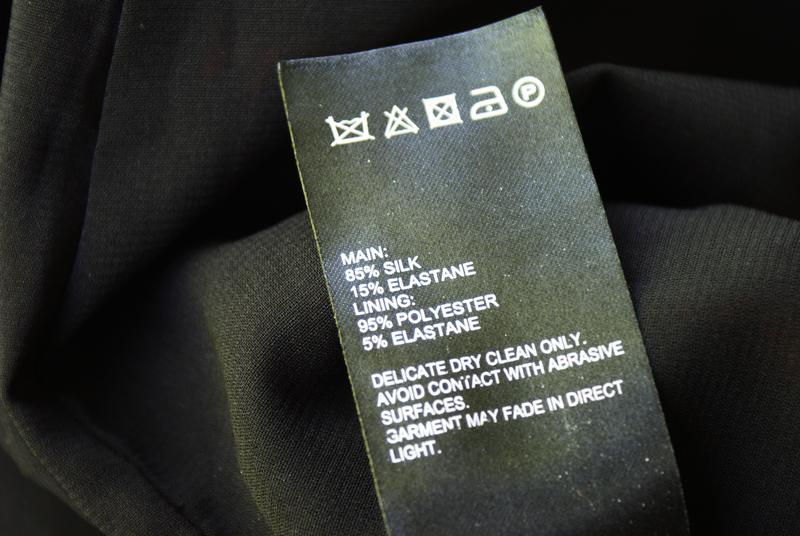 P
MAIN:
85% SILK
15% ELASTANE
LINING:
95% POLYESTER
5% ELASTANE
DELICATE DRY CLEAN ONLY.
AVOID CONTACT WITH ABRASIVE
SURFACES.
GARMENT MAY FADE IN DIRECT
LIGHT.